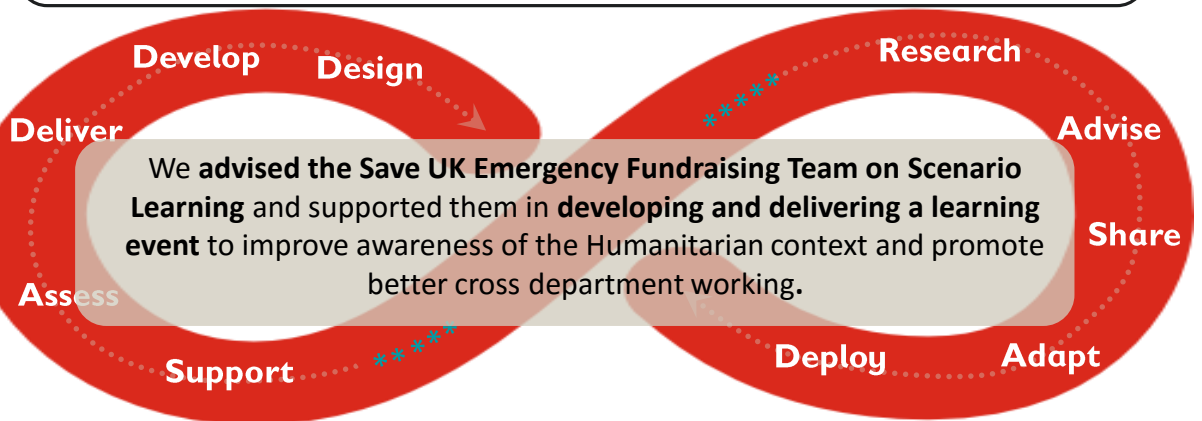 Develop
Design
Research
Deliver
Advise
We advised the Save UK Emergency Fundraising Team on Scenario
Learning and supported them in developing and delivering a learning
event to improve awareness of the Humanitarian context and promote
better cross department working.
Share
Assess
Support
Deploy
Adapt
*****
*****